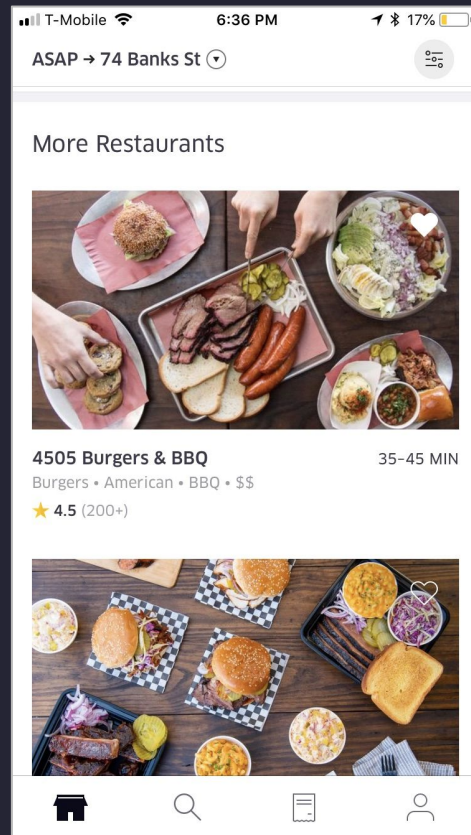 T-Mobile 6:36 PM 17%
ASAP → 74 Banks St
More Restaurants
4505 Burgers & BBQ 35-45 MIN
Burgers • American • BBQ • $$
4.5 (200+)